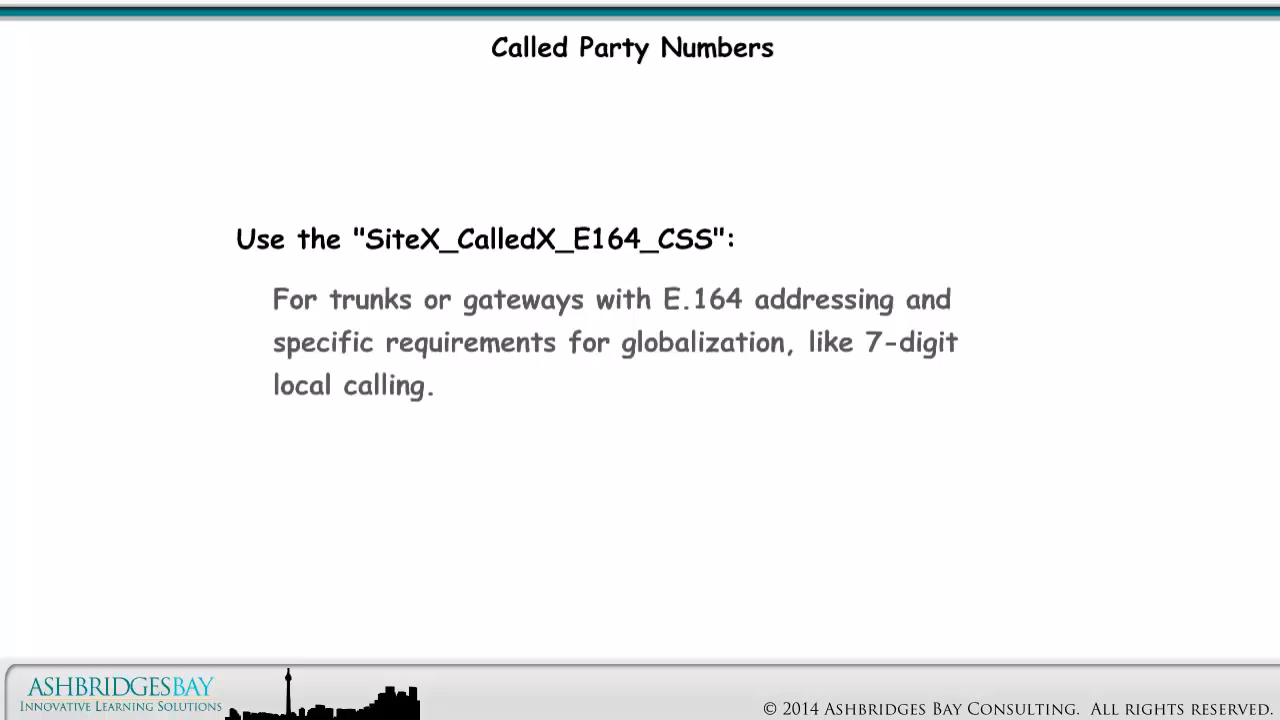 Called Party Numbers
Use the "SiteX_CalledX_E164_CSS":
For trunks or gateways with E.164 addressing and
specific requirements for globalization, like 7-digit
local calling.
ASHBRIDGESBAY
INNOVATIVE LEARNING SOLUTIONS
© 2014 ASHBRIDGES BAY CONSULTING. ALL RIGHTS RESERVED.